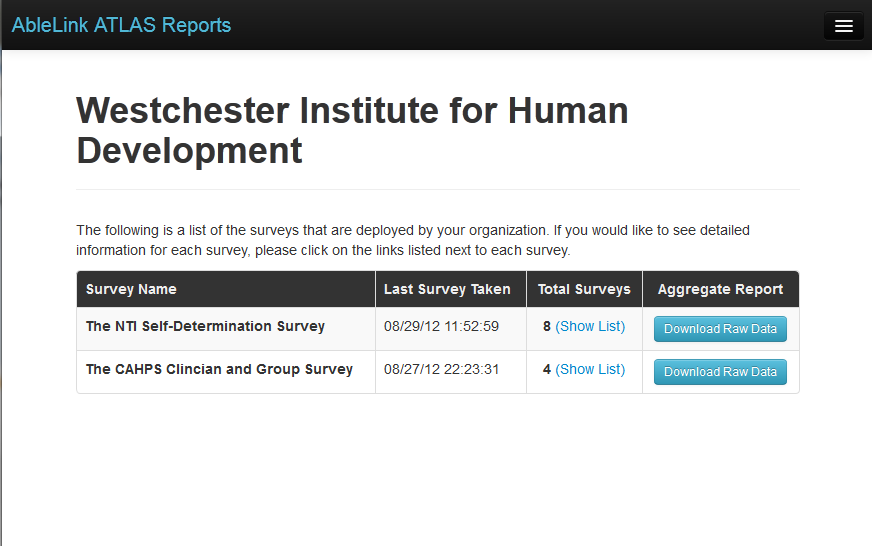 AbleLink ATLAS Reports
Westchester Institute for Human
Development
The following is a list of the surveys that are deployed by your organization. If you would like to see detailed
information for each survey, please click on the links listed next to each survey.
Survey Name Last Survey Taken Total Surveys Aggregate Report
The NTI Self-Determination Survey 08/29/12 11:52:59 8 (Show List) Download Raw Data
The CAHPS Clincian and Group Survey 08/27/12 22:23:31 4 (Show List) Download Raw Data